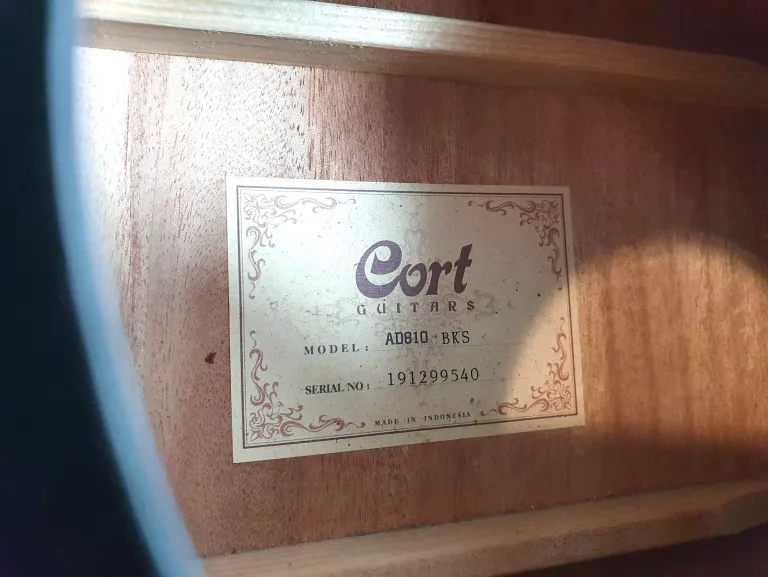 Cort
GUITARS
MODEL: AD810 BKS
SERIAL NO: 191299540
MADE IN INDONESIA